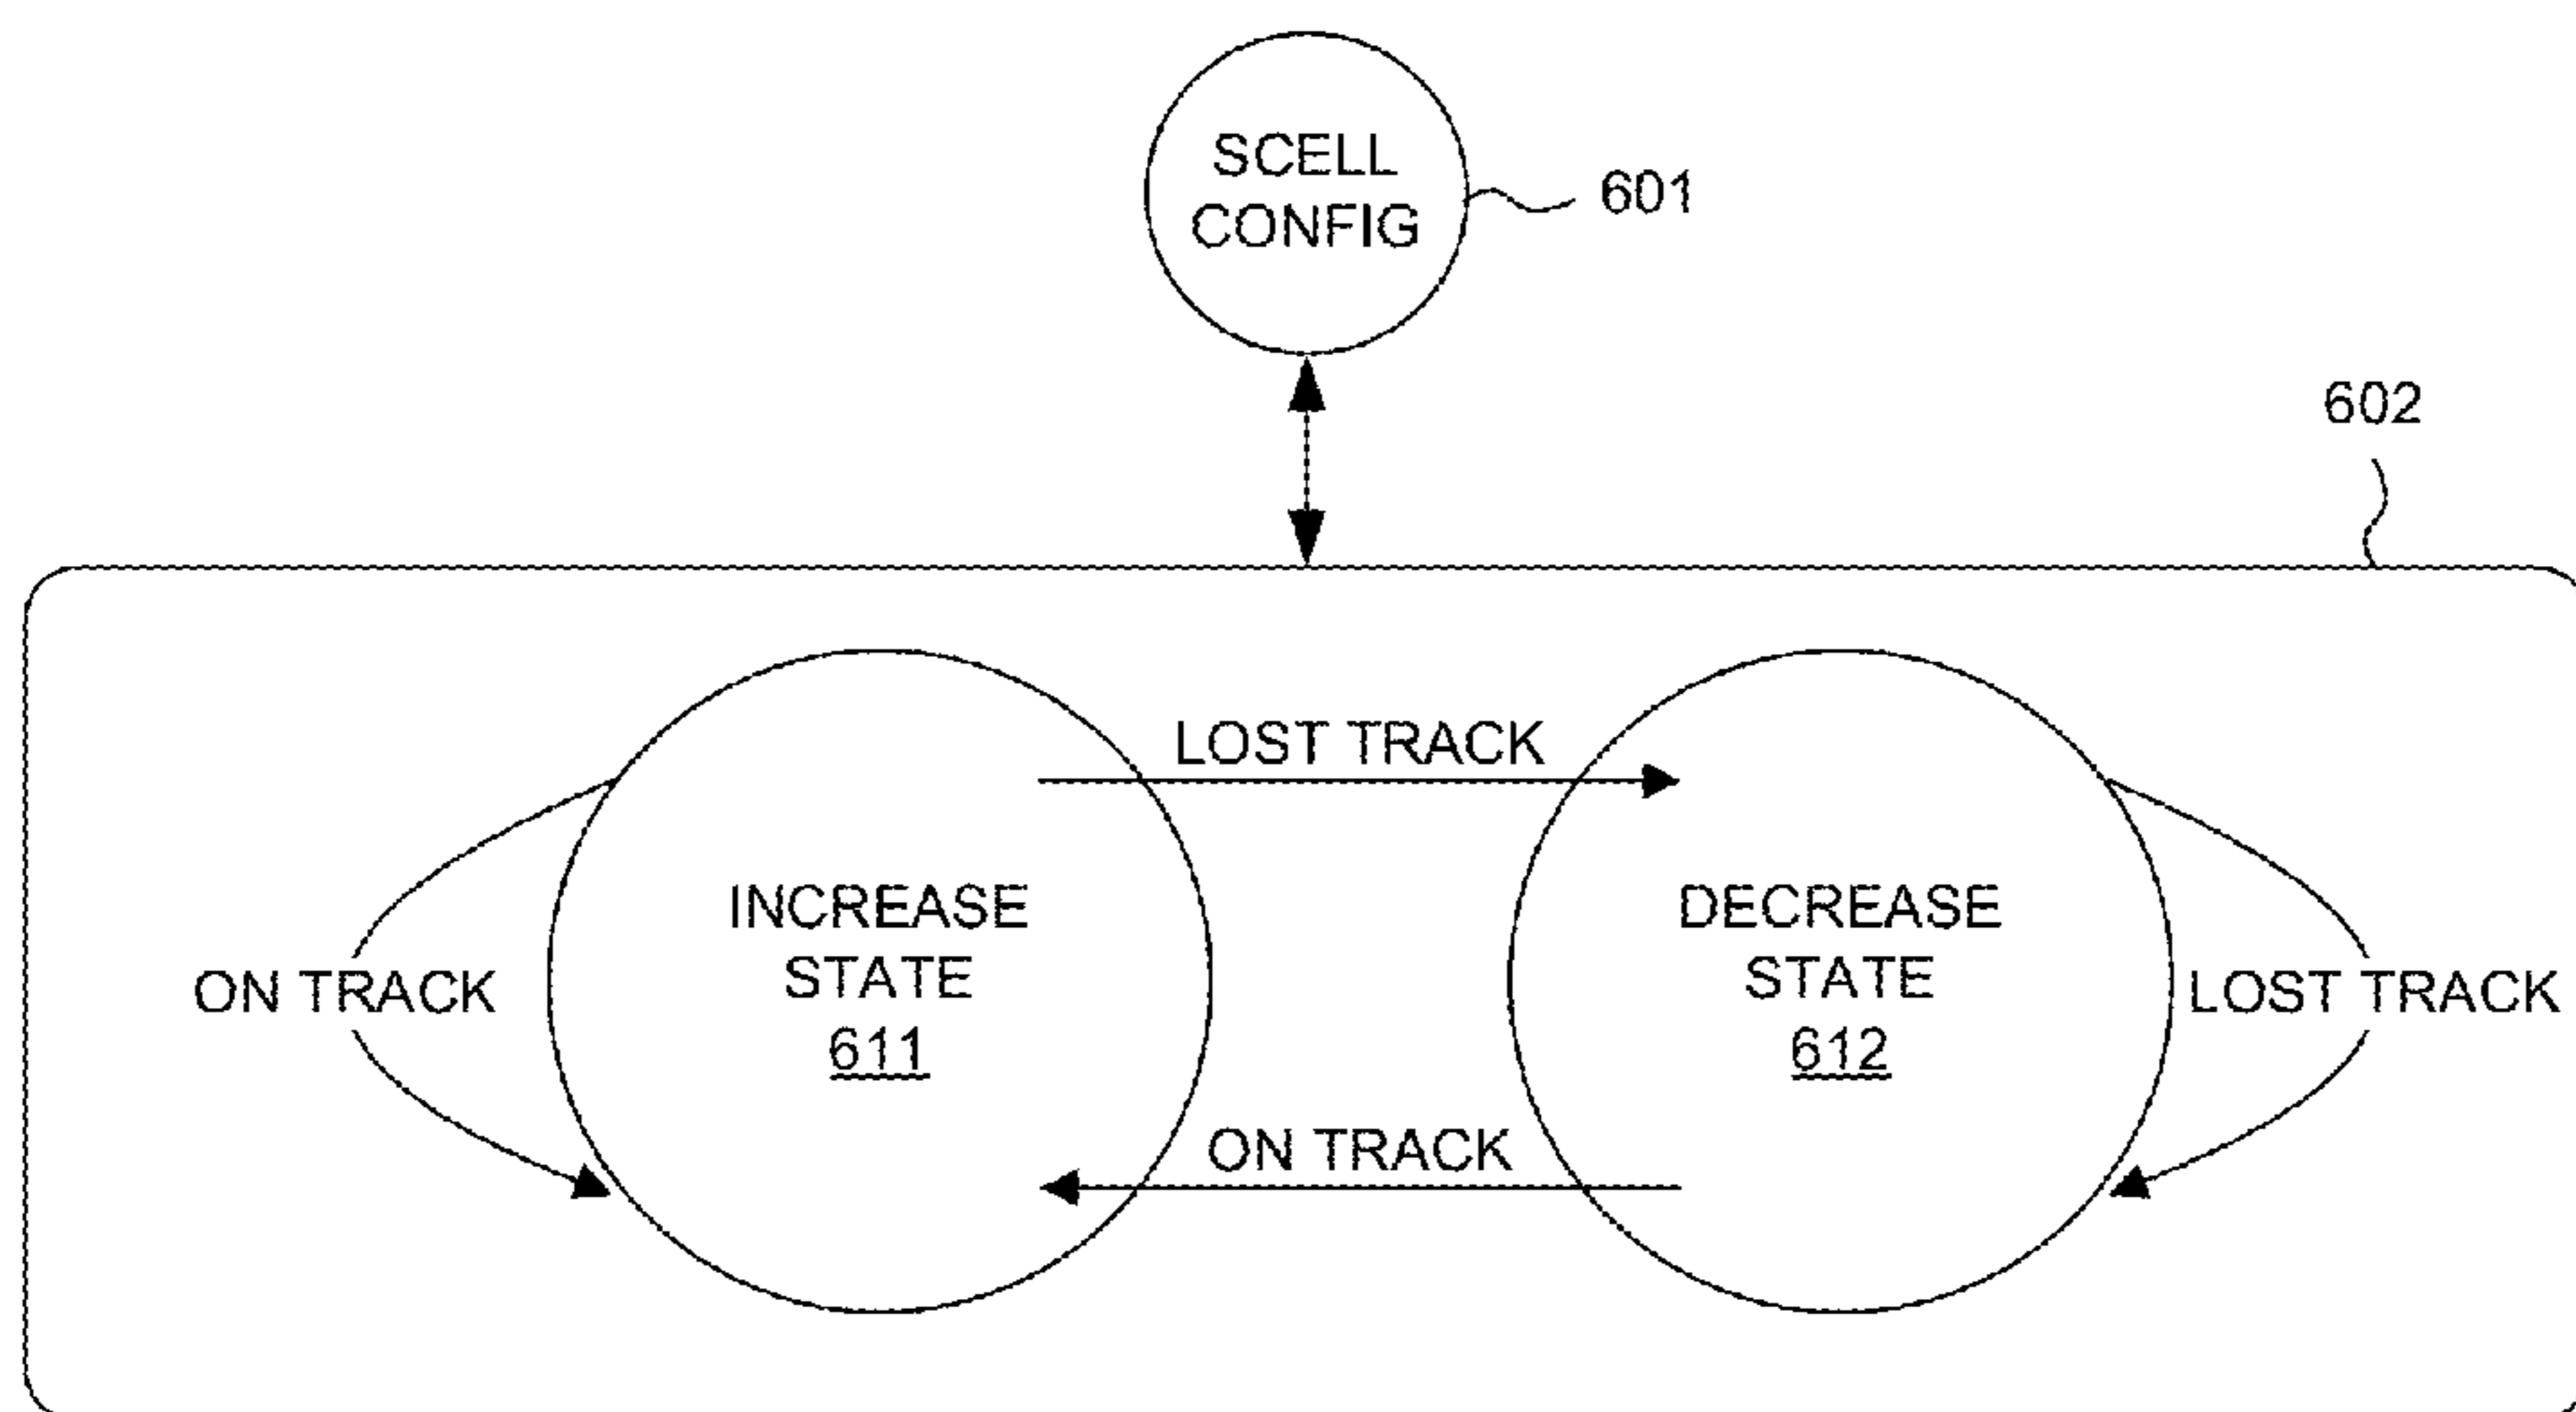 SCELL
CONFIG
601
602
LOST TRACK
INCREASE
STATE
611
DECREASE
STATE
612
ON TRACK
LOST TRACK
ON TRACK